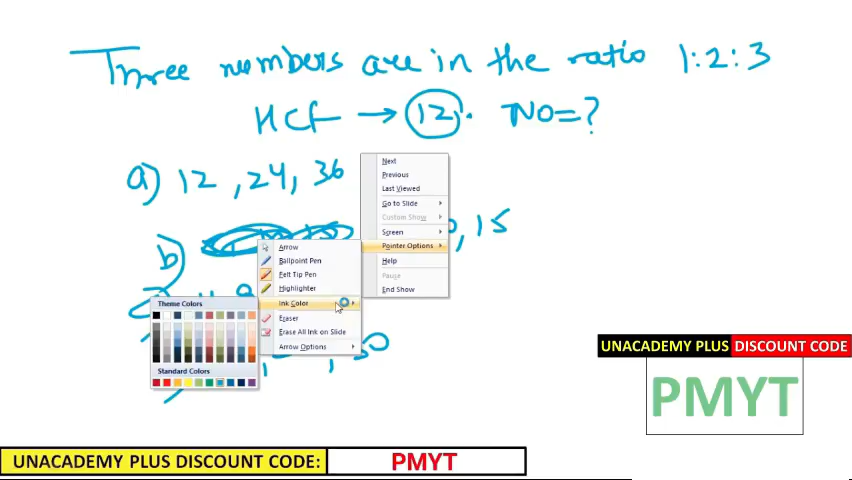 Three numbers are in the ratio 1:2:3
HCF → 12. NO=?
a) 12, 24, 36
b)
, 15
Next
Previous
Last Viewed
Go to Slide
Custom Show
Screen
Pointer Options
Help
Pause
End Show
Arrow
Ballpoint Pen
Felt Tip Pen
Highlighter
Ink Color
Eraser
Erase All Ink on Slide
Arrow Options
Theme Colors
Standard Colors
UNACADEMY PLUS DISCOUNT CODE
PMYT
UNACADEMY PLUS DISCOUNT CODE: PMYT